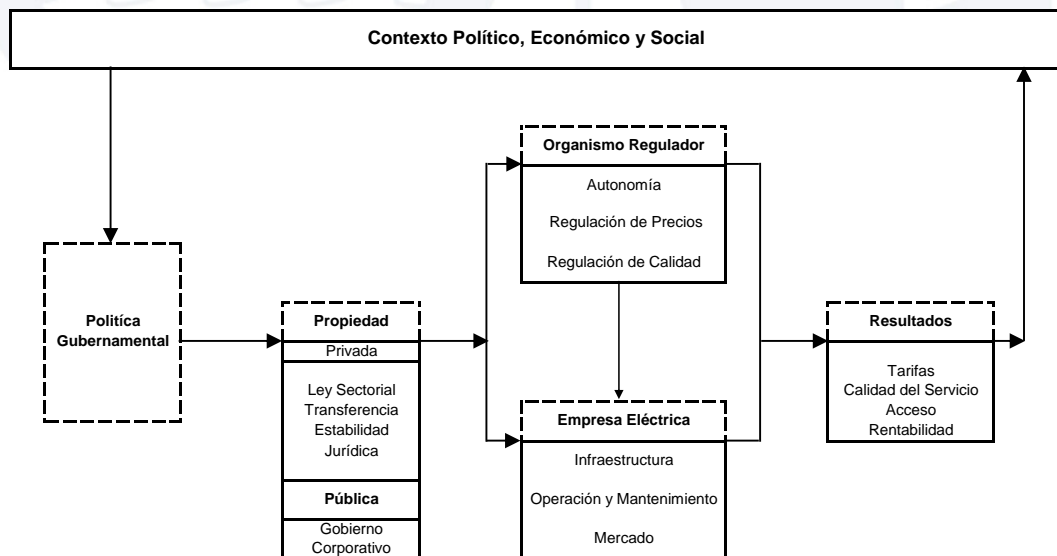 Contexto Político, Económico y Social
Organismo Regulador
Autonomía
Regulación de Precios
Regulación de Calidad
Politíca
Gubernamental
Propiedad
Privada
Ley Sectorial
Transferencia
Estabilidad
Jurídica
Pública
Gobierno
Corporativo
Empresa Eléctrica
Infraestructura
Operación y Mantenimiento
Mercado
Resultados
Tarifas
Calidad del Servicio
Acceso
Rentabilidad